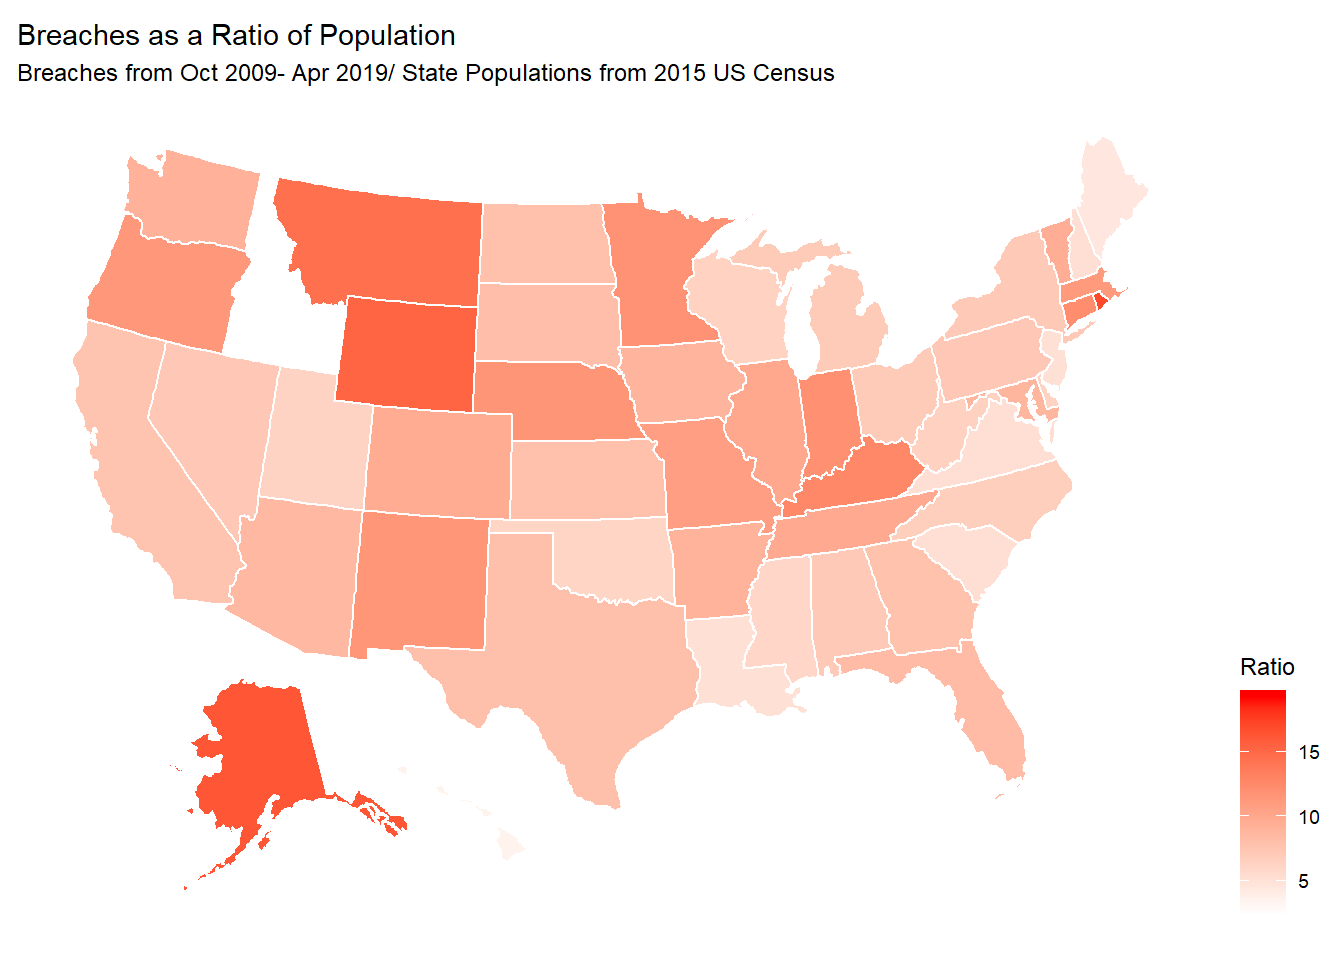 Breaches as a Ratio of Population
Breaches from Oct 2009- Apr 2019/ State Populations from 2015 US Census
Ratio
15
10
5